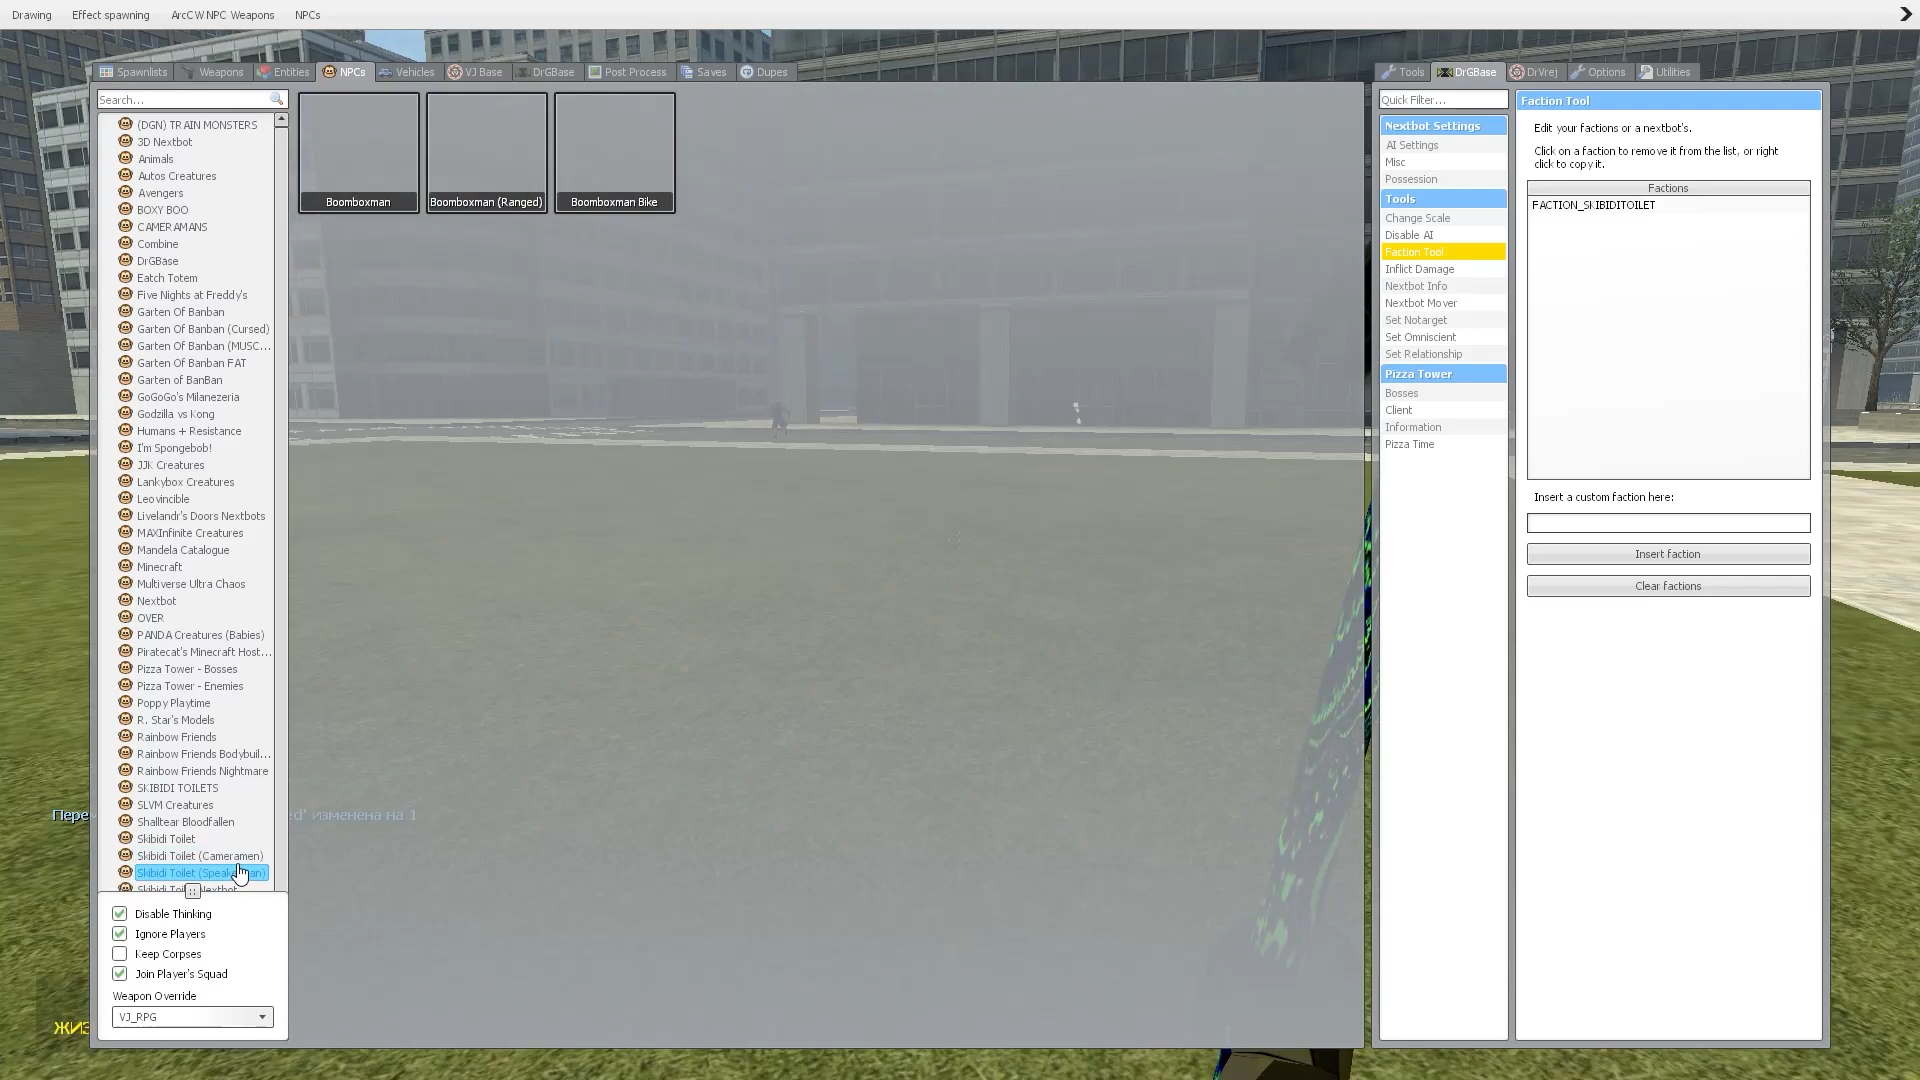 Drawing Effect spawning ArcCW NPC Weapons NPCs
Spawnlists Weapons Entities NPCs Vehicles VJ Base DrGBase Post Process Saves Dupes
Search...
(DGN) TRAIN MONSTERS
3D Nextbot
Animals
Autos Creatures
Avengers
BOXY BOO
CAMERAMANS
Combine
DrGBase
Eatch Totem
Five Nights at Freddy's
Garten Of Banban
Garten Of Banban (Cursed)
Garten Of Banban (MUSC...
Garten Of Banban FAT
Garten of BanBan
GoGoGo's Milanezeria
Godzilla vs Kong
Humans + Resistance
I'm Spongebob!
JJK Creatures
Lankybox Creatures
Leovincible
Livelandr's Doors Nextbots
MAXInfinite Creatures
Mandela Catalogue
Minecraft
Multiverse Ultra Chaos
Nextbot
OVER
PANDA Creatures (Babies)
Piratecat's Minecraft Host...
Pizza Tower - Bosses
Pizza Tower - Enemies
Poppy Playtime
R. Star's Models
Rainbow Friends
Rainbow Friends Bodybuil...
Rainbow Friends Nightmare
SKIBIDI TOILETS
SLVM Creatures
Shalltear Bloodfallen
Skibidi Toilet
Skibidi Toilet (Cameramen)
Skibidi Toilet
Skibidi
Disable Thinking
Ignore Players
Keep Corpses
Join Player's Squad
Weapon Override
VJ_RPG
Boomboxman
Boomboxman (Ranged)
Boomboxman Bike
изменена на 1
Tools DrGBase DrVrej Options Utilities
Quick Filter...
Nextbot Settings
AI Settings
Misc
Possession
Tools
Change Scale
Disable AI
Faction Tool
Inflict Damage
Nextbot Info
Nextbot Mover
Set Notarget
Set Omniscient
Set Relationship
Pizza Tower
Bosses
Client
Information
Pizza Time
Faction Tool
Edit your factions or a nextbot's.
Click on a faction to remove it from the list, or right
click to copy it.
Factions
FACTION_SKIBIDITOILET
Insert a custom faction here:
Insert faction
Clear factions